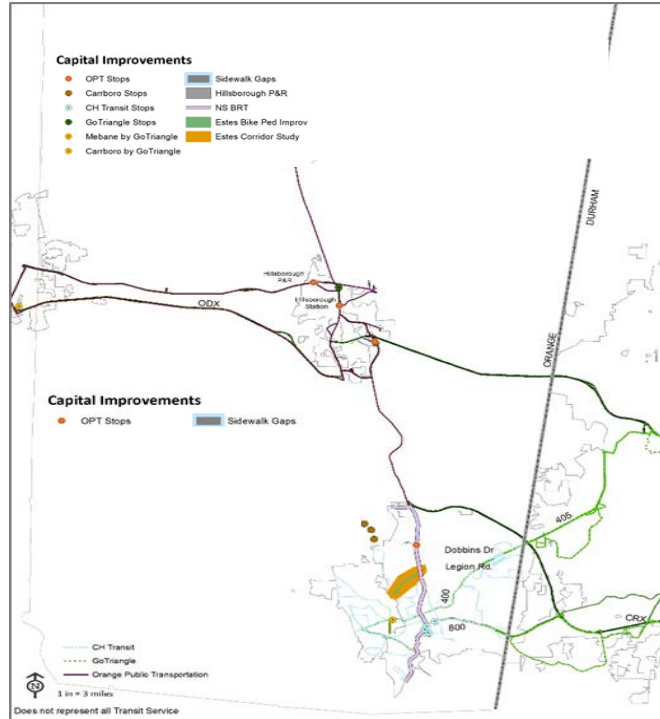 Capital Improvements
OPT Stops
Carrboro Stops
CH Transit Stops
GoTriangle Stops
Mebane by GoTriangle
Carrboro by GoTriangle
Sidewalk Gaps
Hillsborough P&R
NS BRT
Estes Bike Ped Improv
Estes Corridor Study
DURHAM
ORANGE
Hillsborough
P&R
Hillsborough
Station
ODX
Capital Improvements
OPT Stops
Sidewalk Gaps
405
Dobbins Dr
Legion Rd.
400
800
CRX
CH Transit
GoTriangle
Orange Public Transportation
N
1 in = 3 miles
Does not represent all Transit Service